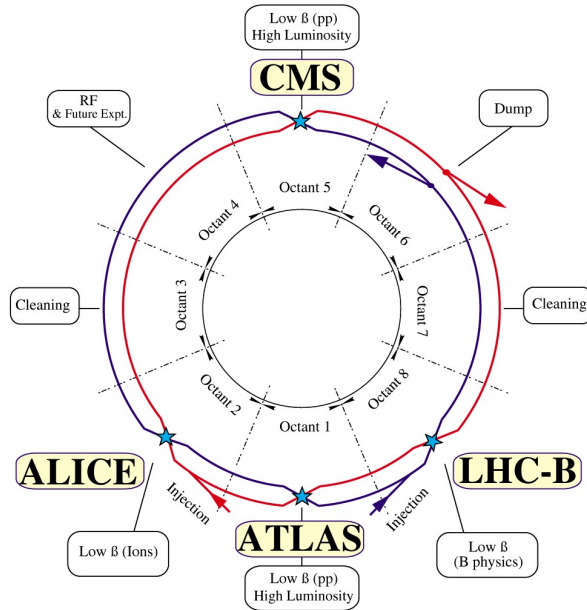 Low ß (pp)
High Luminosity
CMS
RF
& Future Expt.
Dump
Octant 5
Octant 4
Octant 6
Octant 3
Octant 7
Cleaning
Cleaning
Octant 2
Octant 8
Octant 1
ALICE
LHC-B
Injection
Injection
ATLAS
Low ß (Ions)
Low ß
(B physics)
Low ß (pp)
High Luminosity